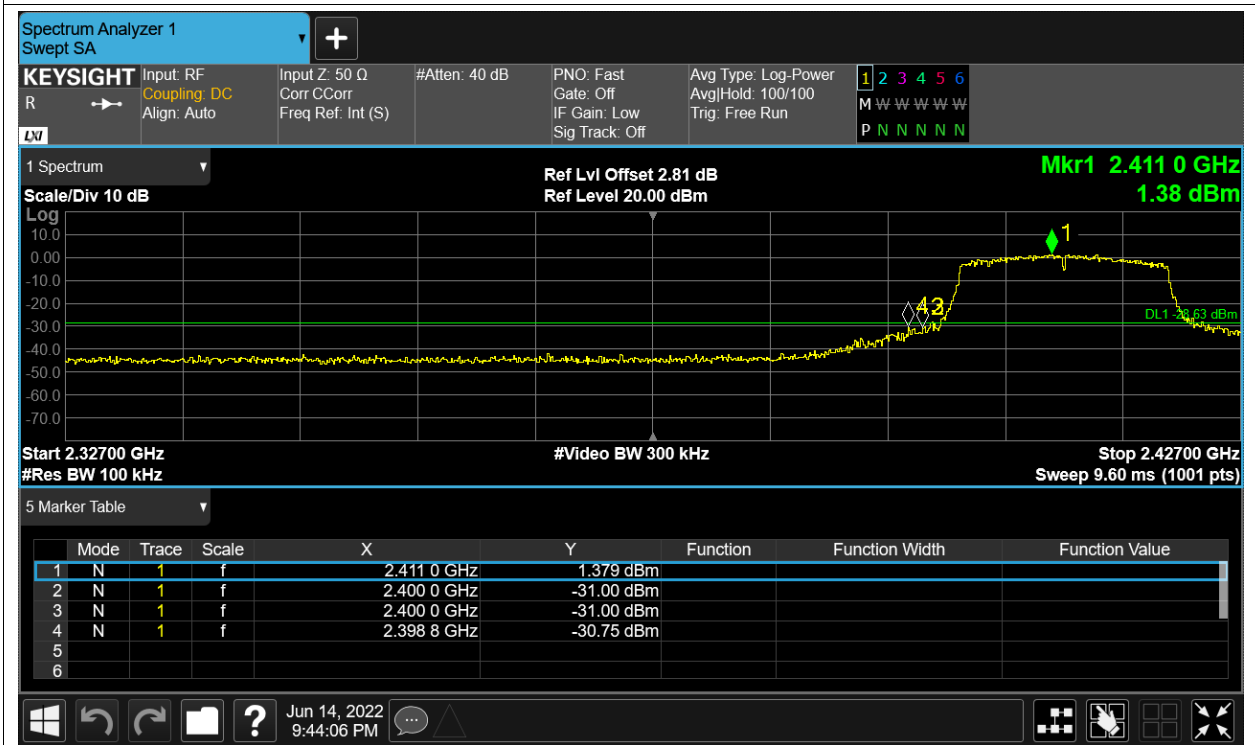 Spectrum Analyzer 1
Swept SA
KEYSIGHT Input: RF Input Z: 50 Ω #Atten: 40 dB PNO: Fast Avg Type: Log-Power 1 2 3 4 5 6
R Coupling: DC Corr CCorr Gate: Off Avg|Hold: 100/100 M W W W W W
Align: Auto Freq Ref: Int (S) IF Gain: Low Trig: Free Run
LXI Sig Track: Off P N N N N N
1 Spectrum Ref Lvl Offset 2.81 dB Mkr1 2.411 0 GHz
Scale/Div 10 dB Ref Level 20.00 dBm 1.38 dBm
Log
10.0
1
0.00
-10.0
-20.0
DL1 -28.63 dBm
-30.0
-40.0
-50.0
-60.0
-70.0
Start 2.32700 GHz #Video BW 300 kHz Stop 2.42700 GHz
#Res BW 100 kHz Sweep 9.60 ms (1001 pts)
5 Marker Table
Mode Trace Scale X Y Function Function Width Function Value
1 N 1 f 2.411 0 GHz 1.379 dBm
2 N 1 f 2.400 0 GHz -31.00 dBm
3 N 1 f 2.400 0 GHz -31.00 dBm
4 N 1 f 2.398 8 GHz -30.75 dBm
5
6
? Jun 14, 2022
9:44:06 PM